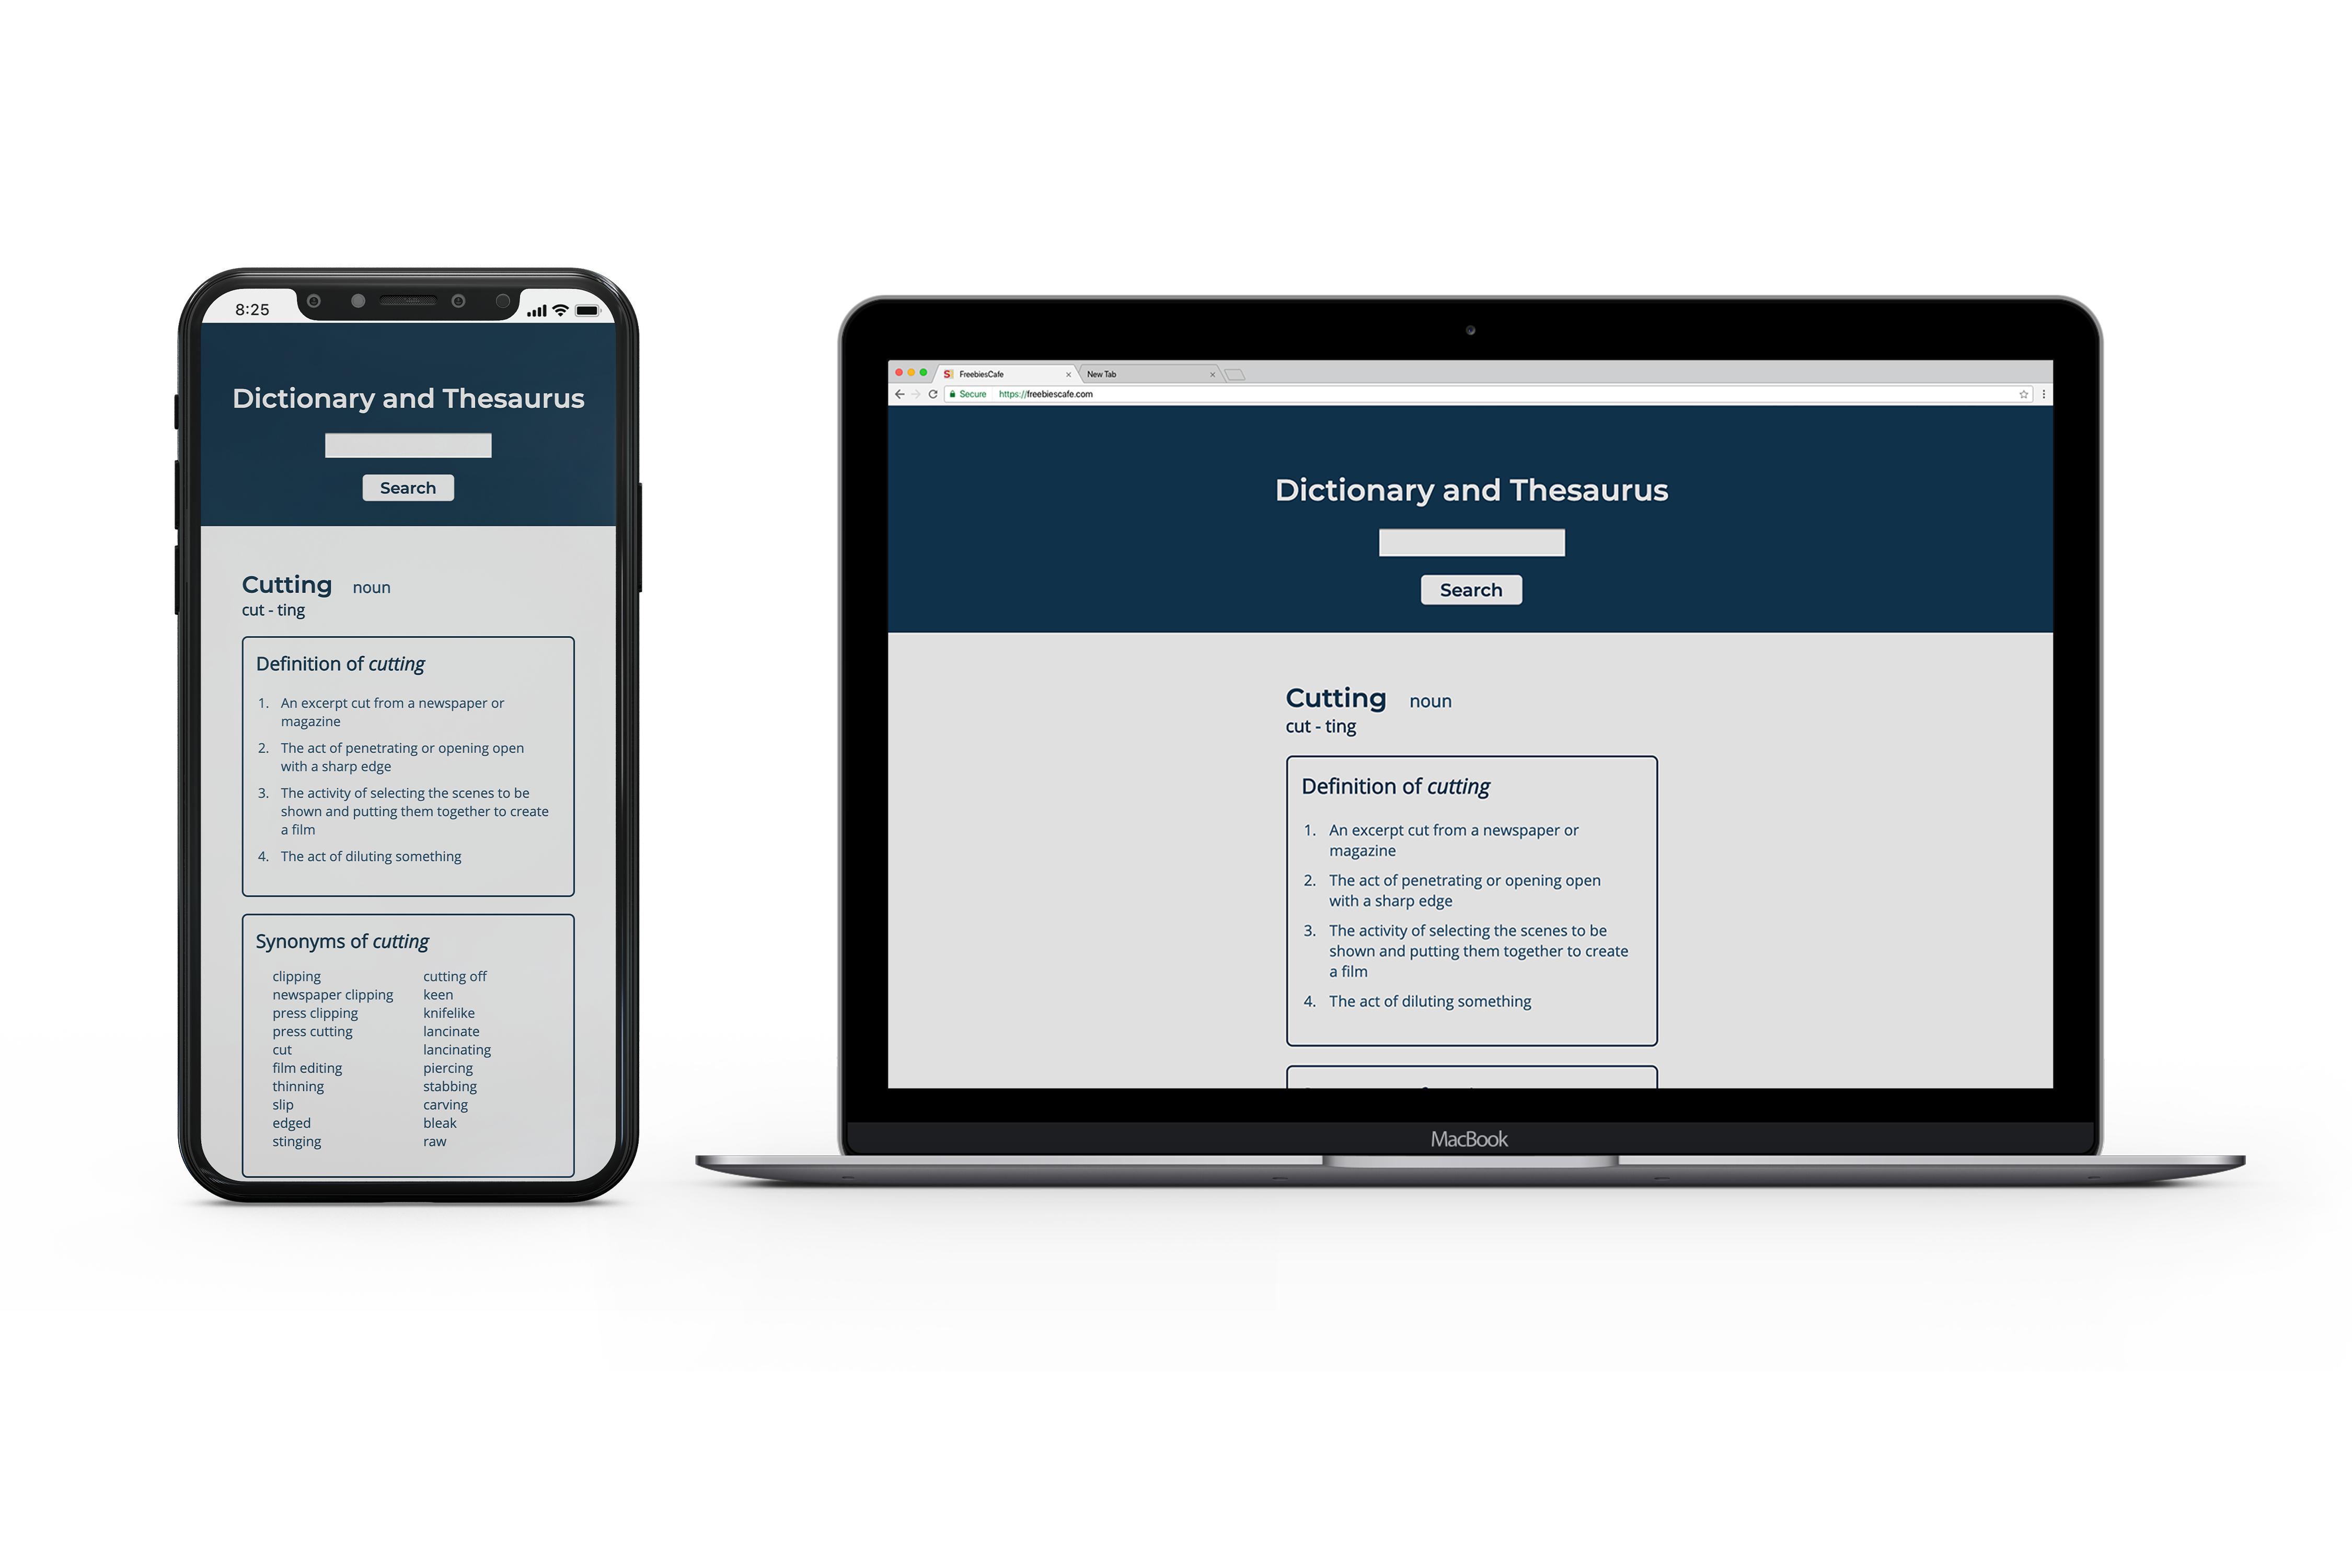 8:25
Dictionary and Thesaurus
Search
Cutting noun
cut - ting
Definition of cutting
1. An excerpt cut from a newspaper or
magazine
2. The act of penetrating or opening open
with a sharp edge
3. The activity of selecting the scenes to be
shown and putting them together to create
a film
4. The act of diluting something
Synonyms of cutting
clipping
newspaper clipping
press clipping
press cutting
cut
film editing
thinning
slip
edged
stinging
cutting off
keen
knifelike
lancinate
lancinating
piercing
stabbing
carving
bleak
raw
FreebiesCafe
New Tab
Secure https://freebiescafe.com
Dictionary and Thesaurus
Search
Cutting noun
cut - ting
Definition of cutting
1. An excerpt cut from a newspaper or
magazine
2. The act of penetrating or opening open
with a sharp edge
3. The activity of selecting the scenes to be
shown and putting them together to create
a film
4. The act of diluting something
MacBook